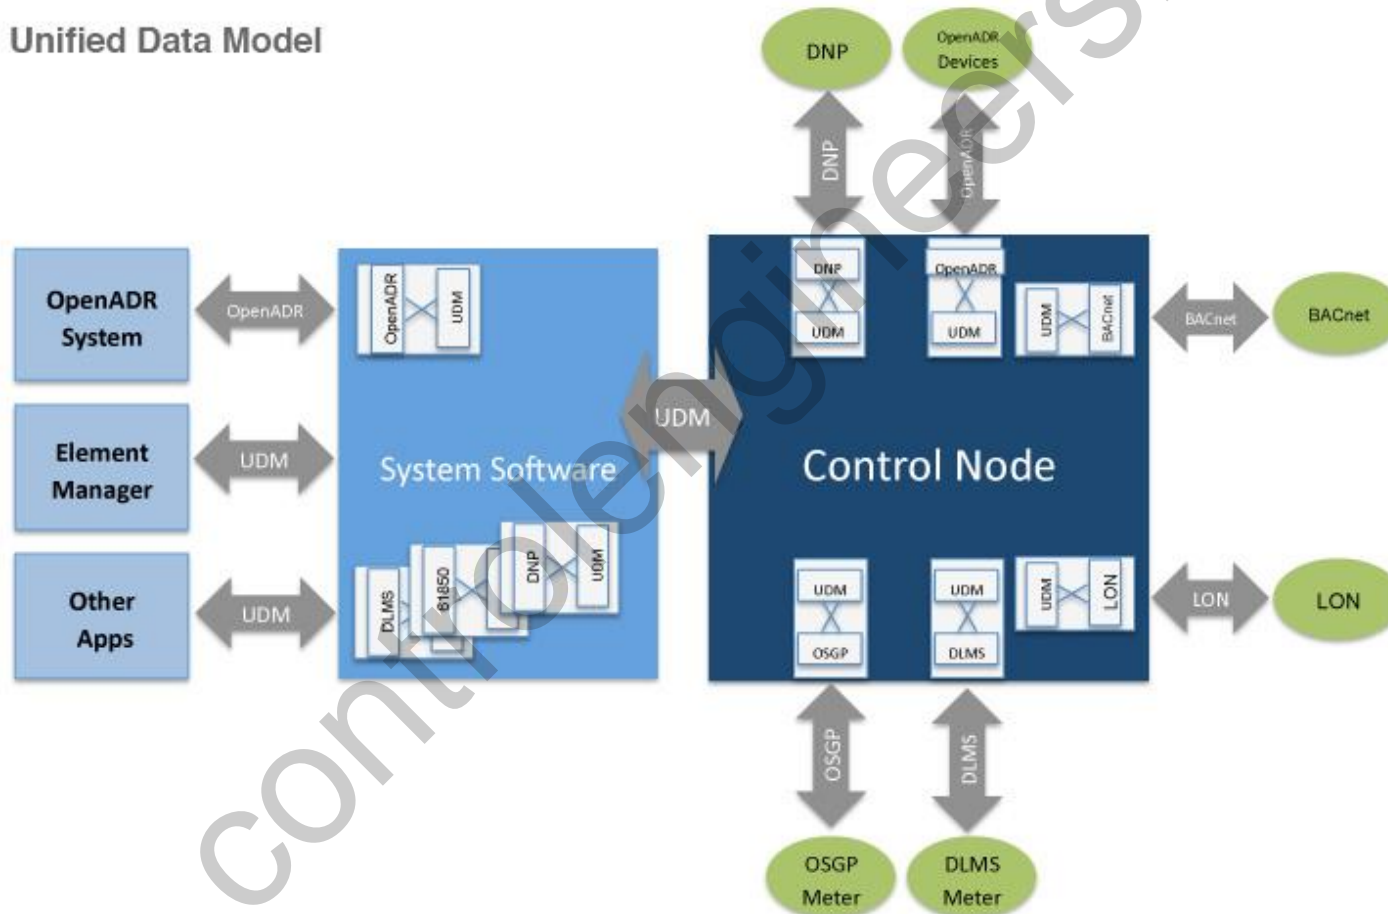 Unified Data Model
DNP
OpenADR
Devices
DNP
OpenADR
OpenADR
System
OpenADR
OpenADR
UDM
DNP
UDM
OpenADR
UDM
UDM
BACnet
BACnet
BACnet
Element
Manager
UDM
System Software
UDM
Control Node
Other
Apps
UDM
DLMS
61850
DNP
UDM
UDM
OSGP
UDM
DLMS
UDM
LON
LON
LON
OSGP
DLMS
OSGP
Meter
DLMS
Meter
controlengineers